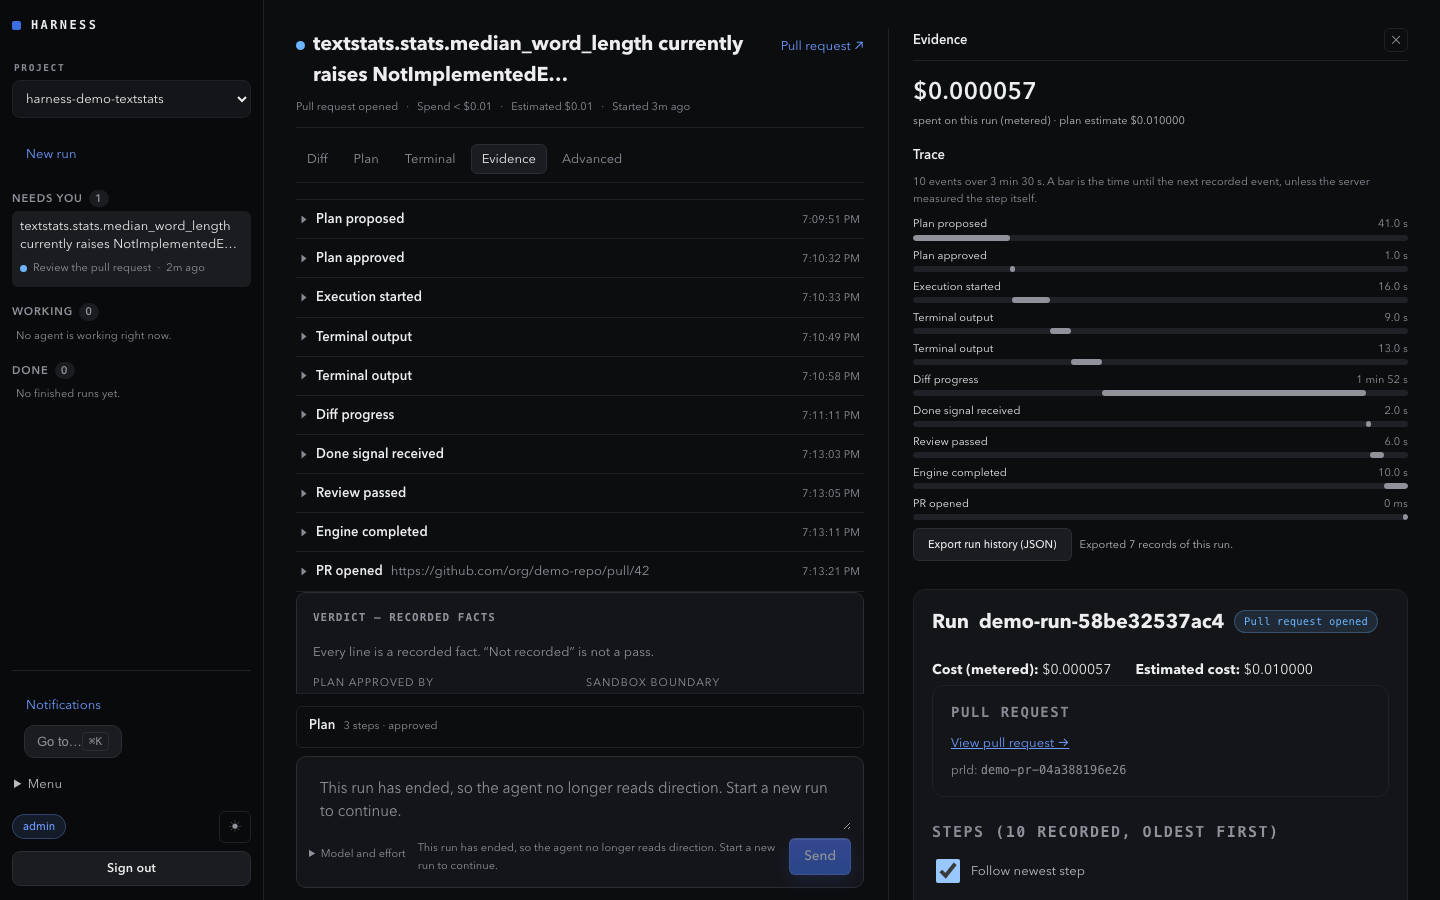 HARNESS
PROJECT
harness-demo-textstats
New run
NEEDS YOU 1
textstats.stats.median_word_length
currently raises NotImplementedE…
Review the pull request · 2m ago
WORKING 0
No agent is working right now.
DONE 0
No finished runs yet.
Notifications
Go to… ⌘K
Menu
admin
Sign out
textstats.stats.median_word_length currently
raises NotImplementedE…
Pull request ↗
Pull request opened · Spend < $0.01 · Estimated $0.01 · Started 3m ago
Diff Plan Terminal Evidence Advanced
Plan proposed 7:09:51 PM
Plan approved 7:10:32 PM
Execution started 7:10:33 PM
Terminal output 7:10:49 PM
Terminal output 7:10:58 PM
Diff progress 7:11:11 PM
Done signal received 7:13:03 PM
Review passed 7:13:05 PM
Engine completed 7:13:11 PM
PR opened https://github.com/org/demo-repo/pull/42 7:13:21 PM
VERDICT — RECORDED FACTS
Every line is a recorded fact. “Not recorded” is not a pass.
PLAN APPROVED BY SANDBOX BOUNDARY
Plan 3 steps · approved
This run has ended, so the agent no longer reads direction. Start a new run
to continue.
Model and effort
This run has ended, so the agent no longer reads direction. Start a new
run to continue.
Send
Evidence
$0.000057
spent on this run (metered) · plan estimate $0.010000
Trace
10 events over 3 min 30 s. A bar is the time until the next recorded event, unless the server
measured the step itself.
Plan proposed 41.0 s
Plan approved 1.0 s
Execution started 16.0 s
Terminal output 9.0 s
Terminal output 13.0 s
Diff progress 1 min 52 s
Done signal received 2.0 s
Review passed 6.0 s
Engine completed 10.0 s
PR opened 0 ms
Export run history (JSON) Exported 7 records of this run.
Run demo-run-58be32537ac4 Pull request opened
Cost (metered): $0.000057 Estimated cost: $0.010000
PULL REQUEST
View pull request →
prId: demo-pr-04a388196e26
STEPS (10 RECORDED, OLDEST FIRST)
Follow newest step